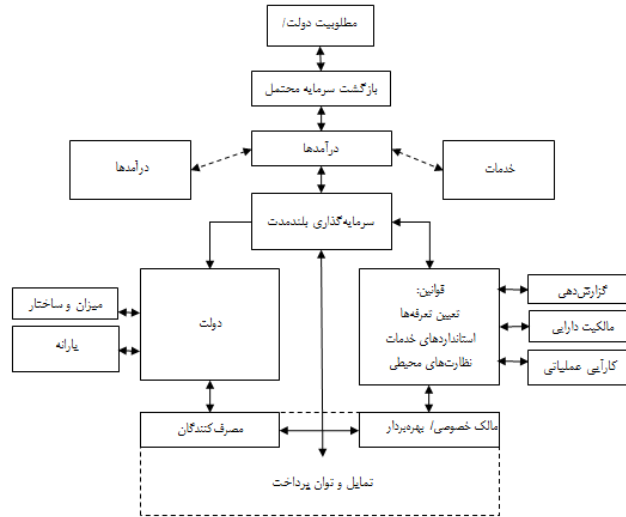 مطلوبیت دولت/
بازگشت سرمایه محتمل
درآمدها
درآمدها
خدمات
سرمایه‌گذاری بلندمدت
دولت
میزان و ساختار
یارانه
قوانین:
تعیین تعرفه‌ها
استانداردهای خدمات
نظارت‌های محیطی
گزارش‌دهی
مالکیت دارایی
کارآیی عملیاتی
مالک خصوصی/ بهره‌بردار
مصرف‌کنندگان
تمایل و توان پرداخت